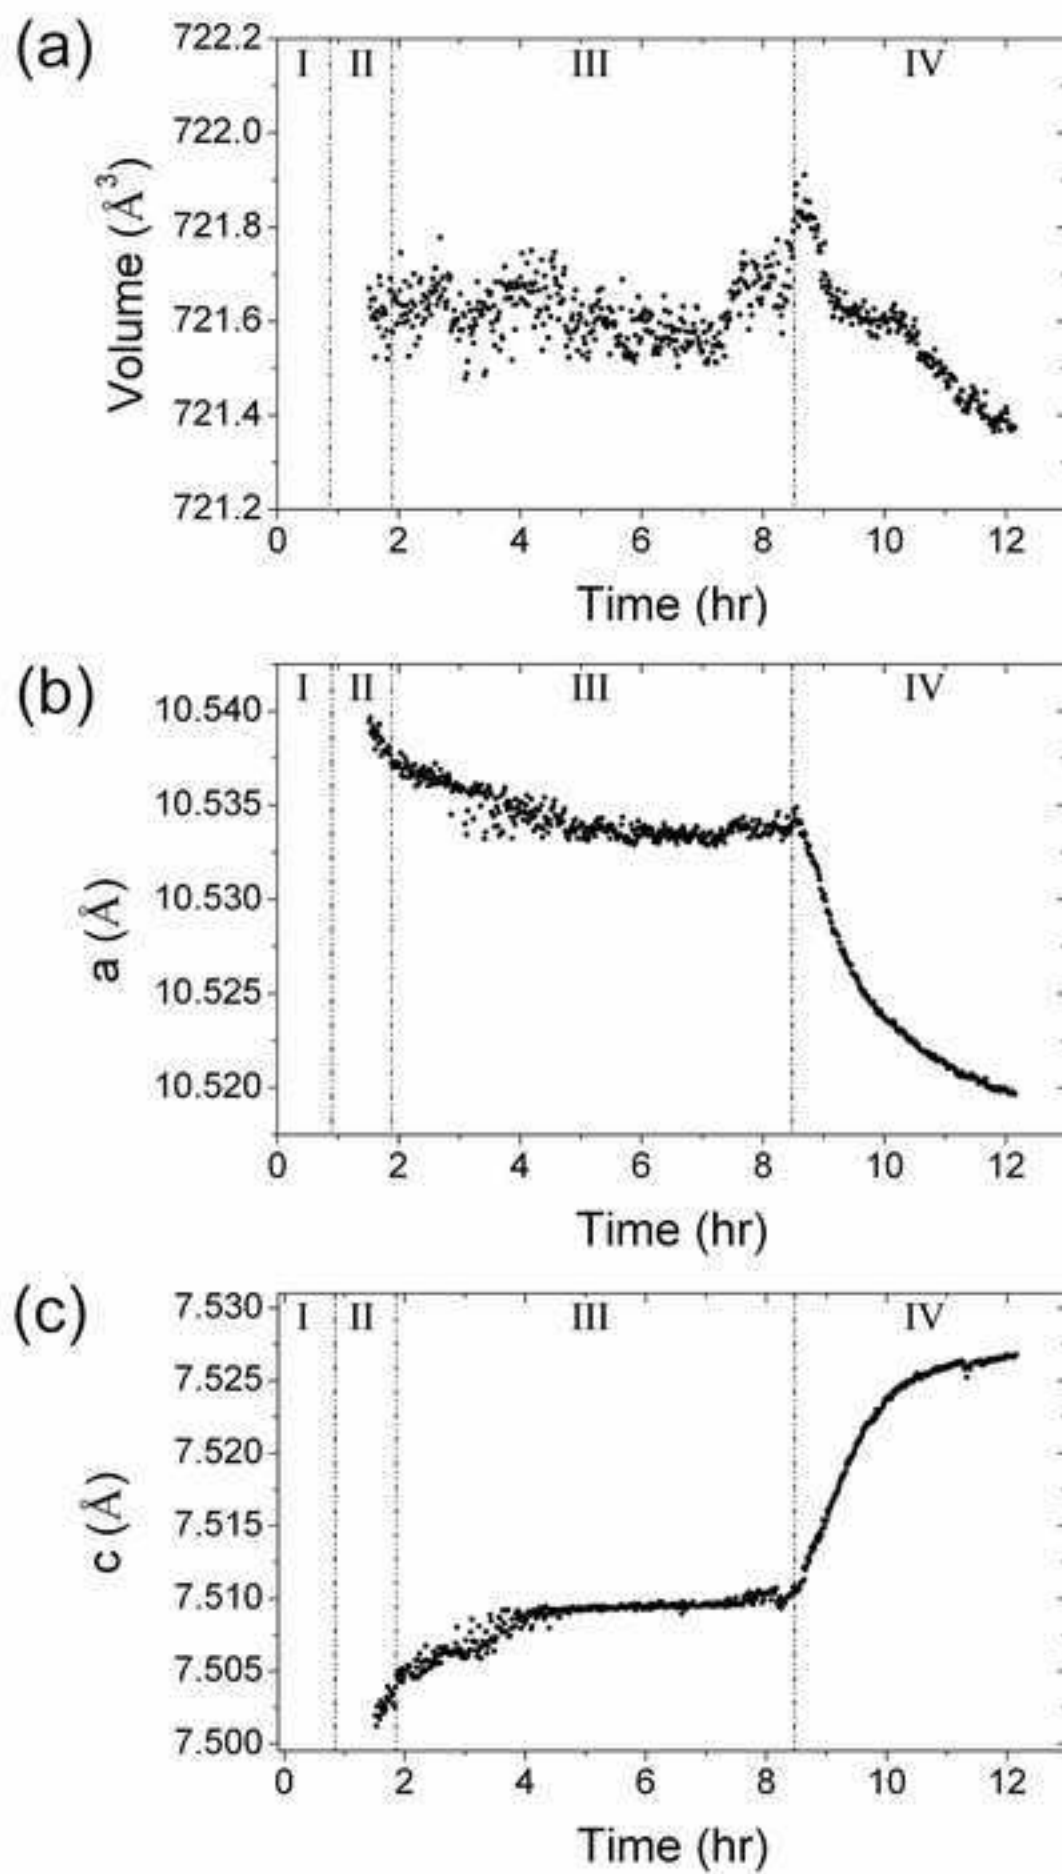 (a)
I II III IV
722.2
722.0
721.8
721.6
721.4
721.2
Volume (Å³)
0 2 4 6 8 10 12
Time (hr)
(b)
I II III IV
10.540
10.535
10.530
10.525
10.520
a (Å)
0 2 4 6 8 10 12
Time (hr)
(c)
I II III IV
7.530
7.525
7.520
7.515
7.510
7.505
7.500
c (Å)
0 2 4 6 8 10 12
Time (hr)